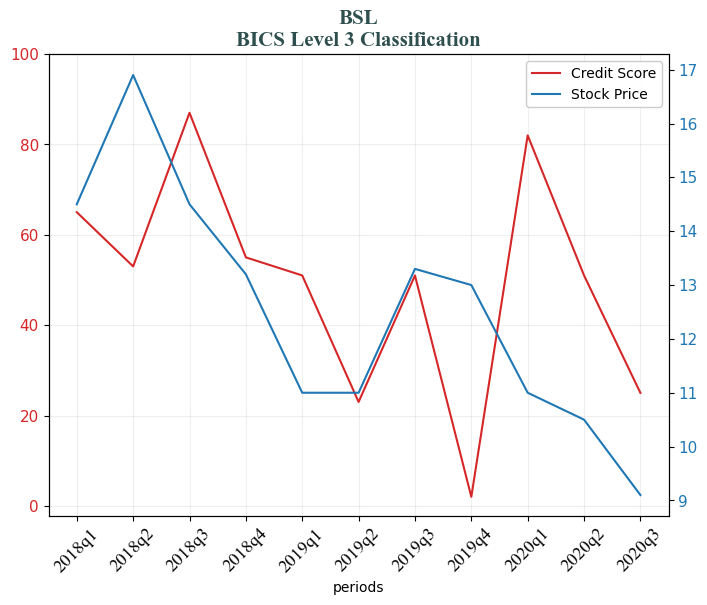 BSL
BICS Level 3 Classification
Credit Score
Stock Price
100
80
60
40
20
0
17
16
15
14
13
12
11
10
9
2018q1
2018q2
2018q3
2018q4
2019q1
2019q2
2019q3
2019q4
2020q1
2020q2
2020q3
periods